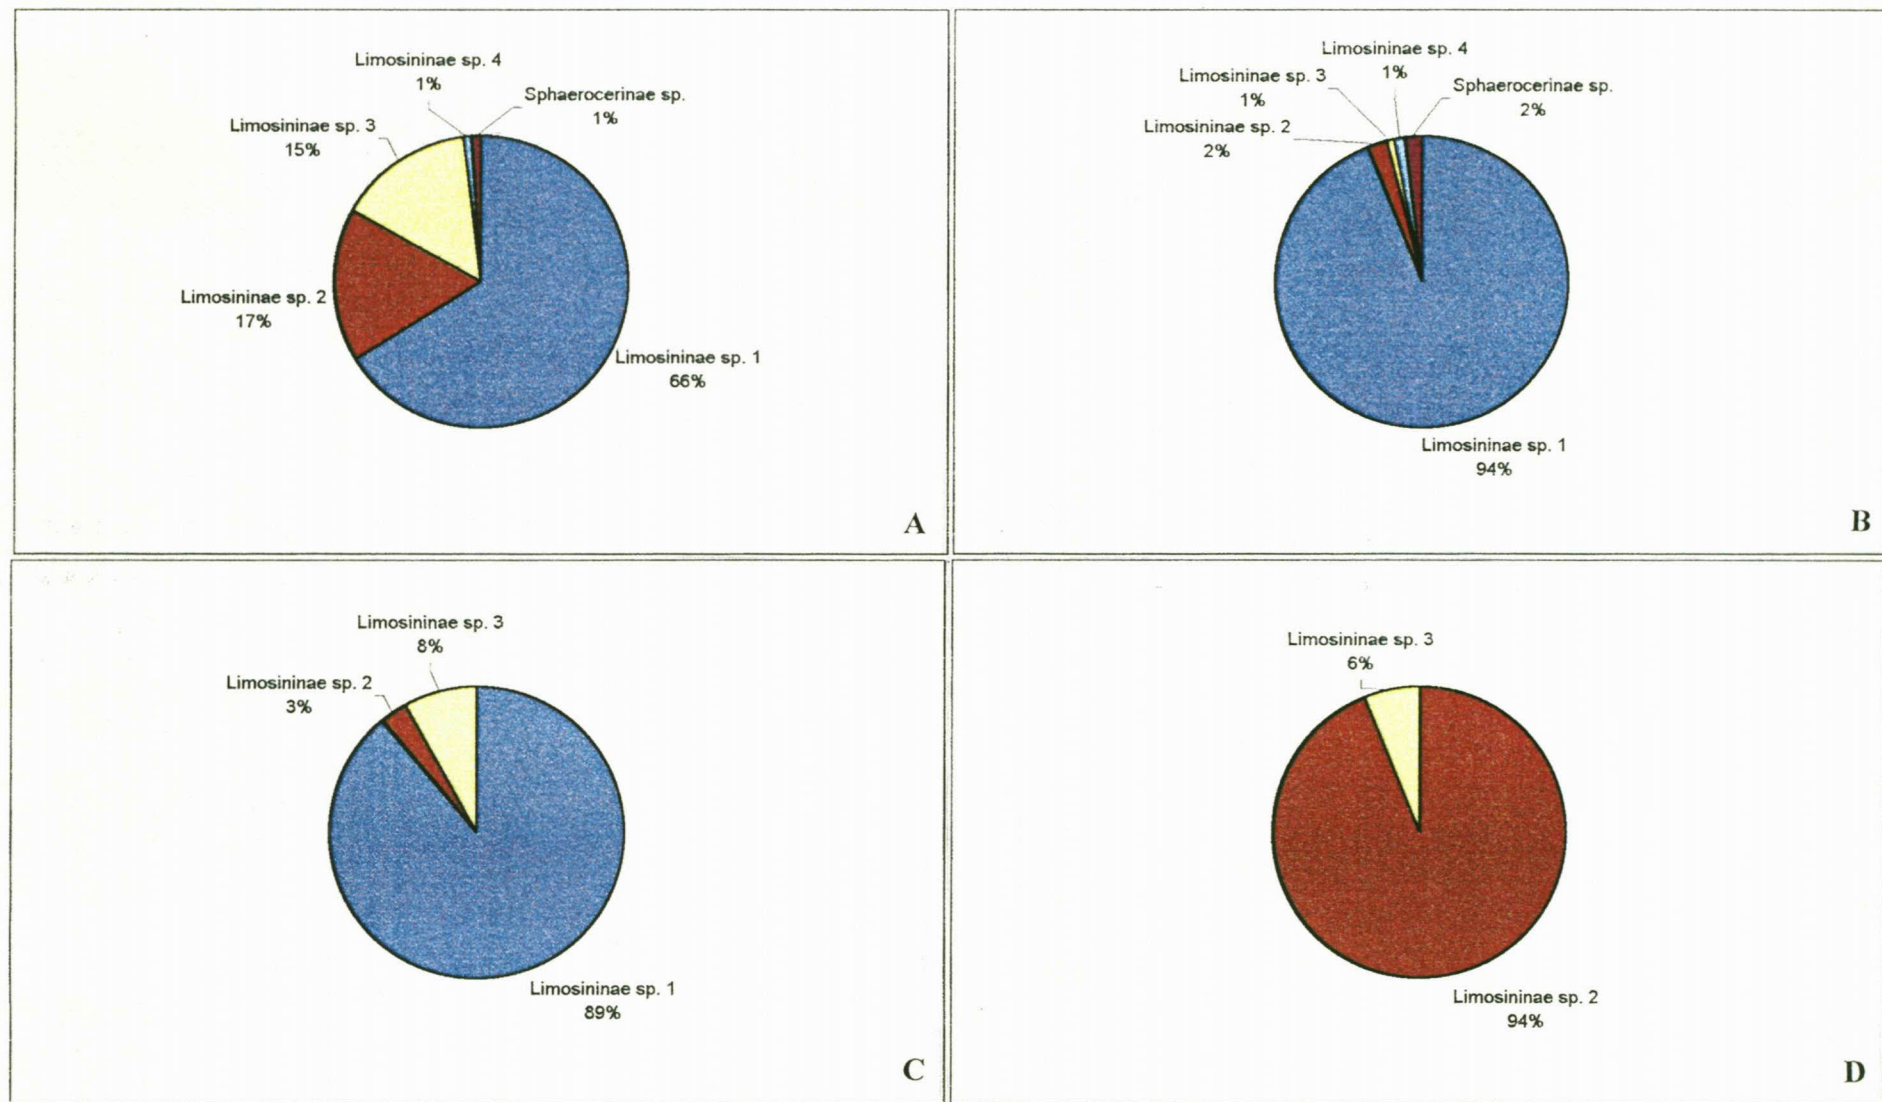 Limosininae sp. 4
1%
Sphaerocerinae sp.
1%
Limosininae sp. 3
15%
Limosininae sp. 2
17%
Limosininae sp. 1
66%
A
Limosininae sp. 4
1%
Limosininae sp. 3
1%
Sphaerocerinae sp.
2%
Limosininae sp. 2
2%
Limosininae sp. 1
94%
B
Limosininae sp. 3
8%
Limosininae sp. 2
3%
Limosininae sp. 1
89%
C
Limosininae sp. 3
6%
Limosininae sp. 2
94%
D